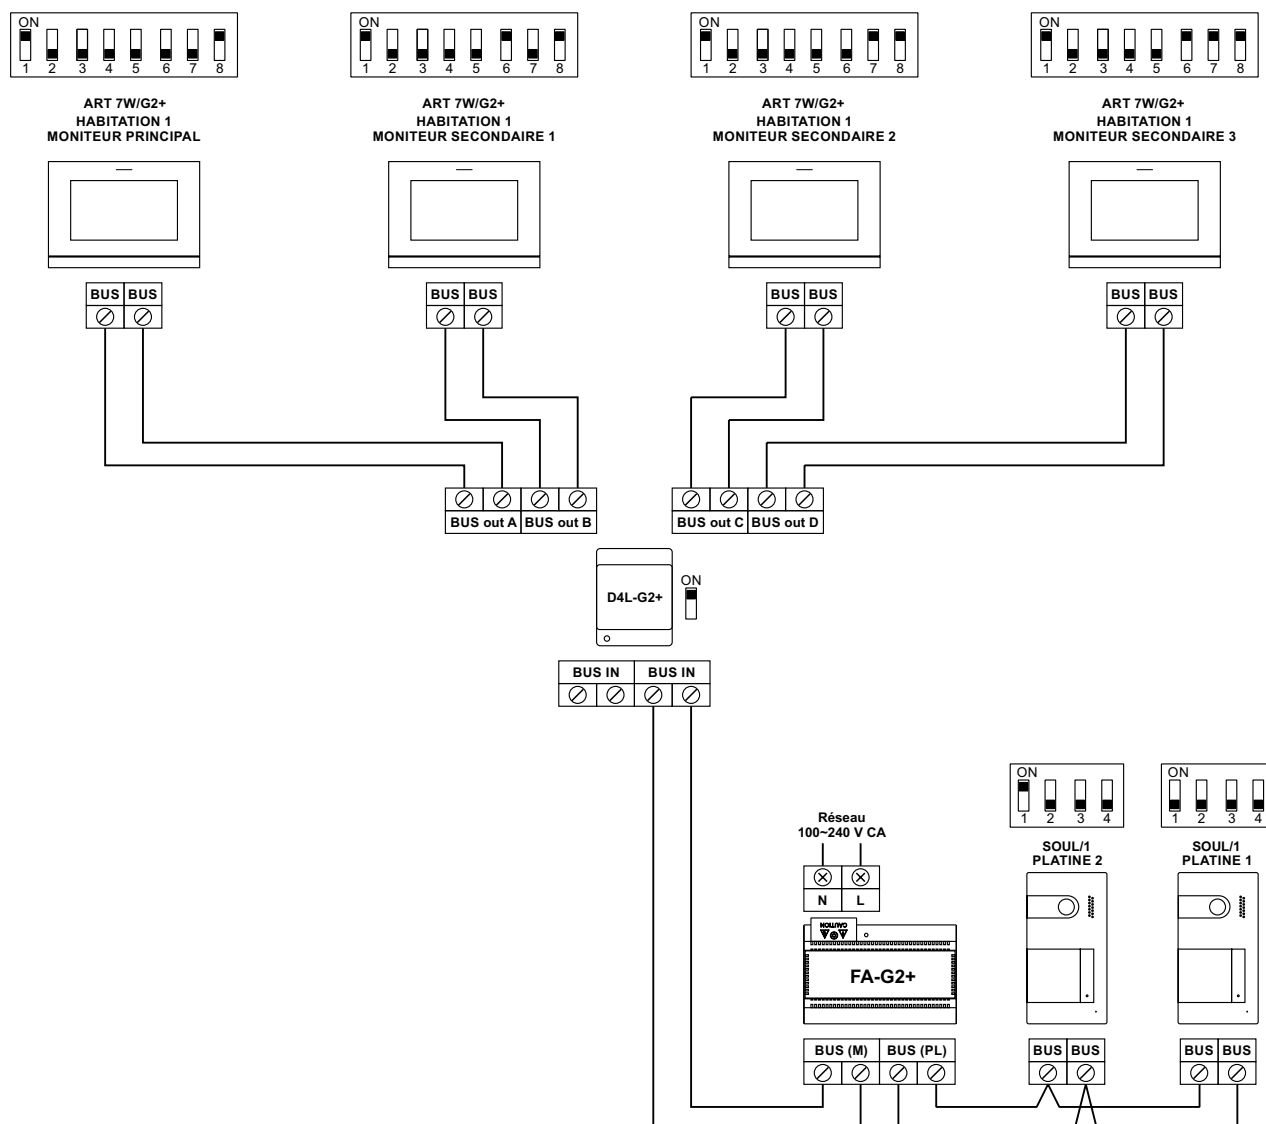 ON ON ON ON
1 2 3 4 5 6 7 8 1 2 3 4 5 6 7 8 1 2 3 4 5 6 7 8 1 2 3 4 5 6 7 8
ART 7W/G2+
HABITATION 1
MONITEUR PRINCIPAL
ART 7W/G2+
HABITATION 1
MONITEUR SECONDAIRE 1
ART 7W/G2+
HABITATION 1
MONITEUR SECONDAIRE 2
ART 7W/G2+
HABITATION 1
MONITEUR SECONDAIRE 3
BUS BUS BUS BUS BUS BUS BUS BUS
BUS out A BUS out B BUS out C BUS out D
D4L-G2+
ON
BUS IN BUS IN
ON
1 2 3 4
SOUL/1
PLATINE 2
ON
1 2 3 4
SOUL/1
PLATINE 1
Réseau
100~240 V CA
N L
CAUTION
FA-G2+
BUS (M) BUS (PL) BUS BUS BUS BUS